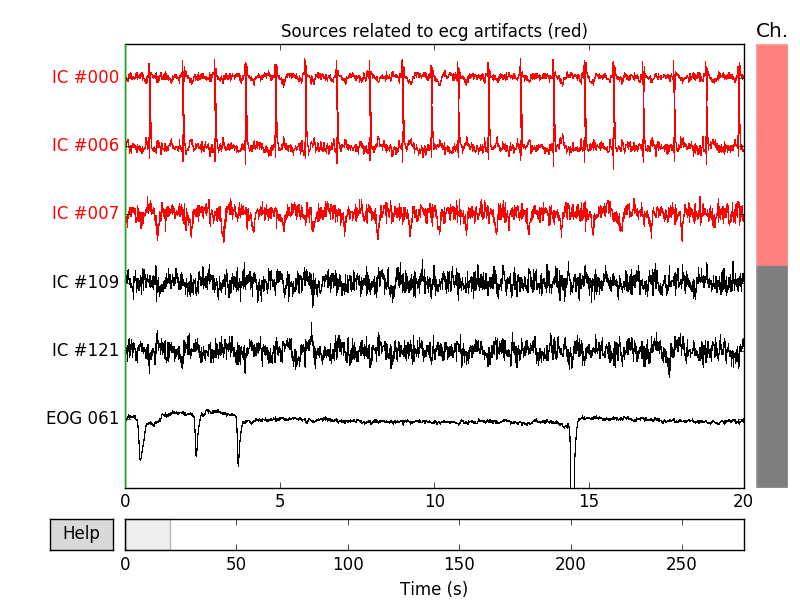 Sources related to ecg artifacts (red)
Ch.
IC #000
IC #006
IC #007
IC #109
IC #121
EOG 061
0 5 10 15 20
Help
0 50 100 150 200 250
Time (s)